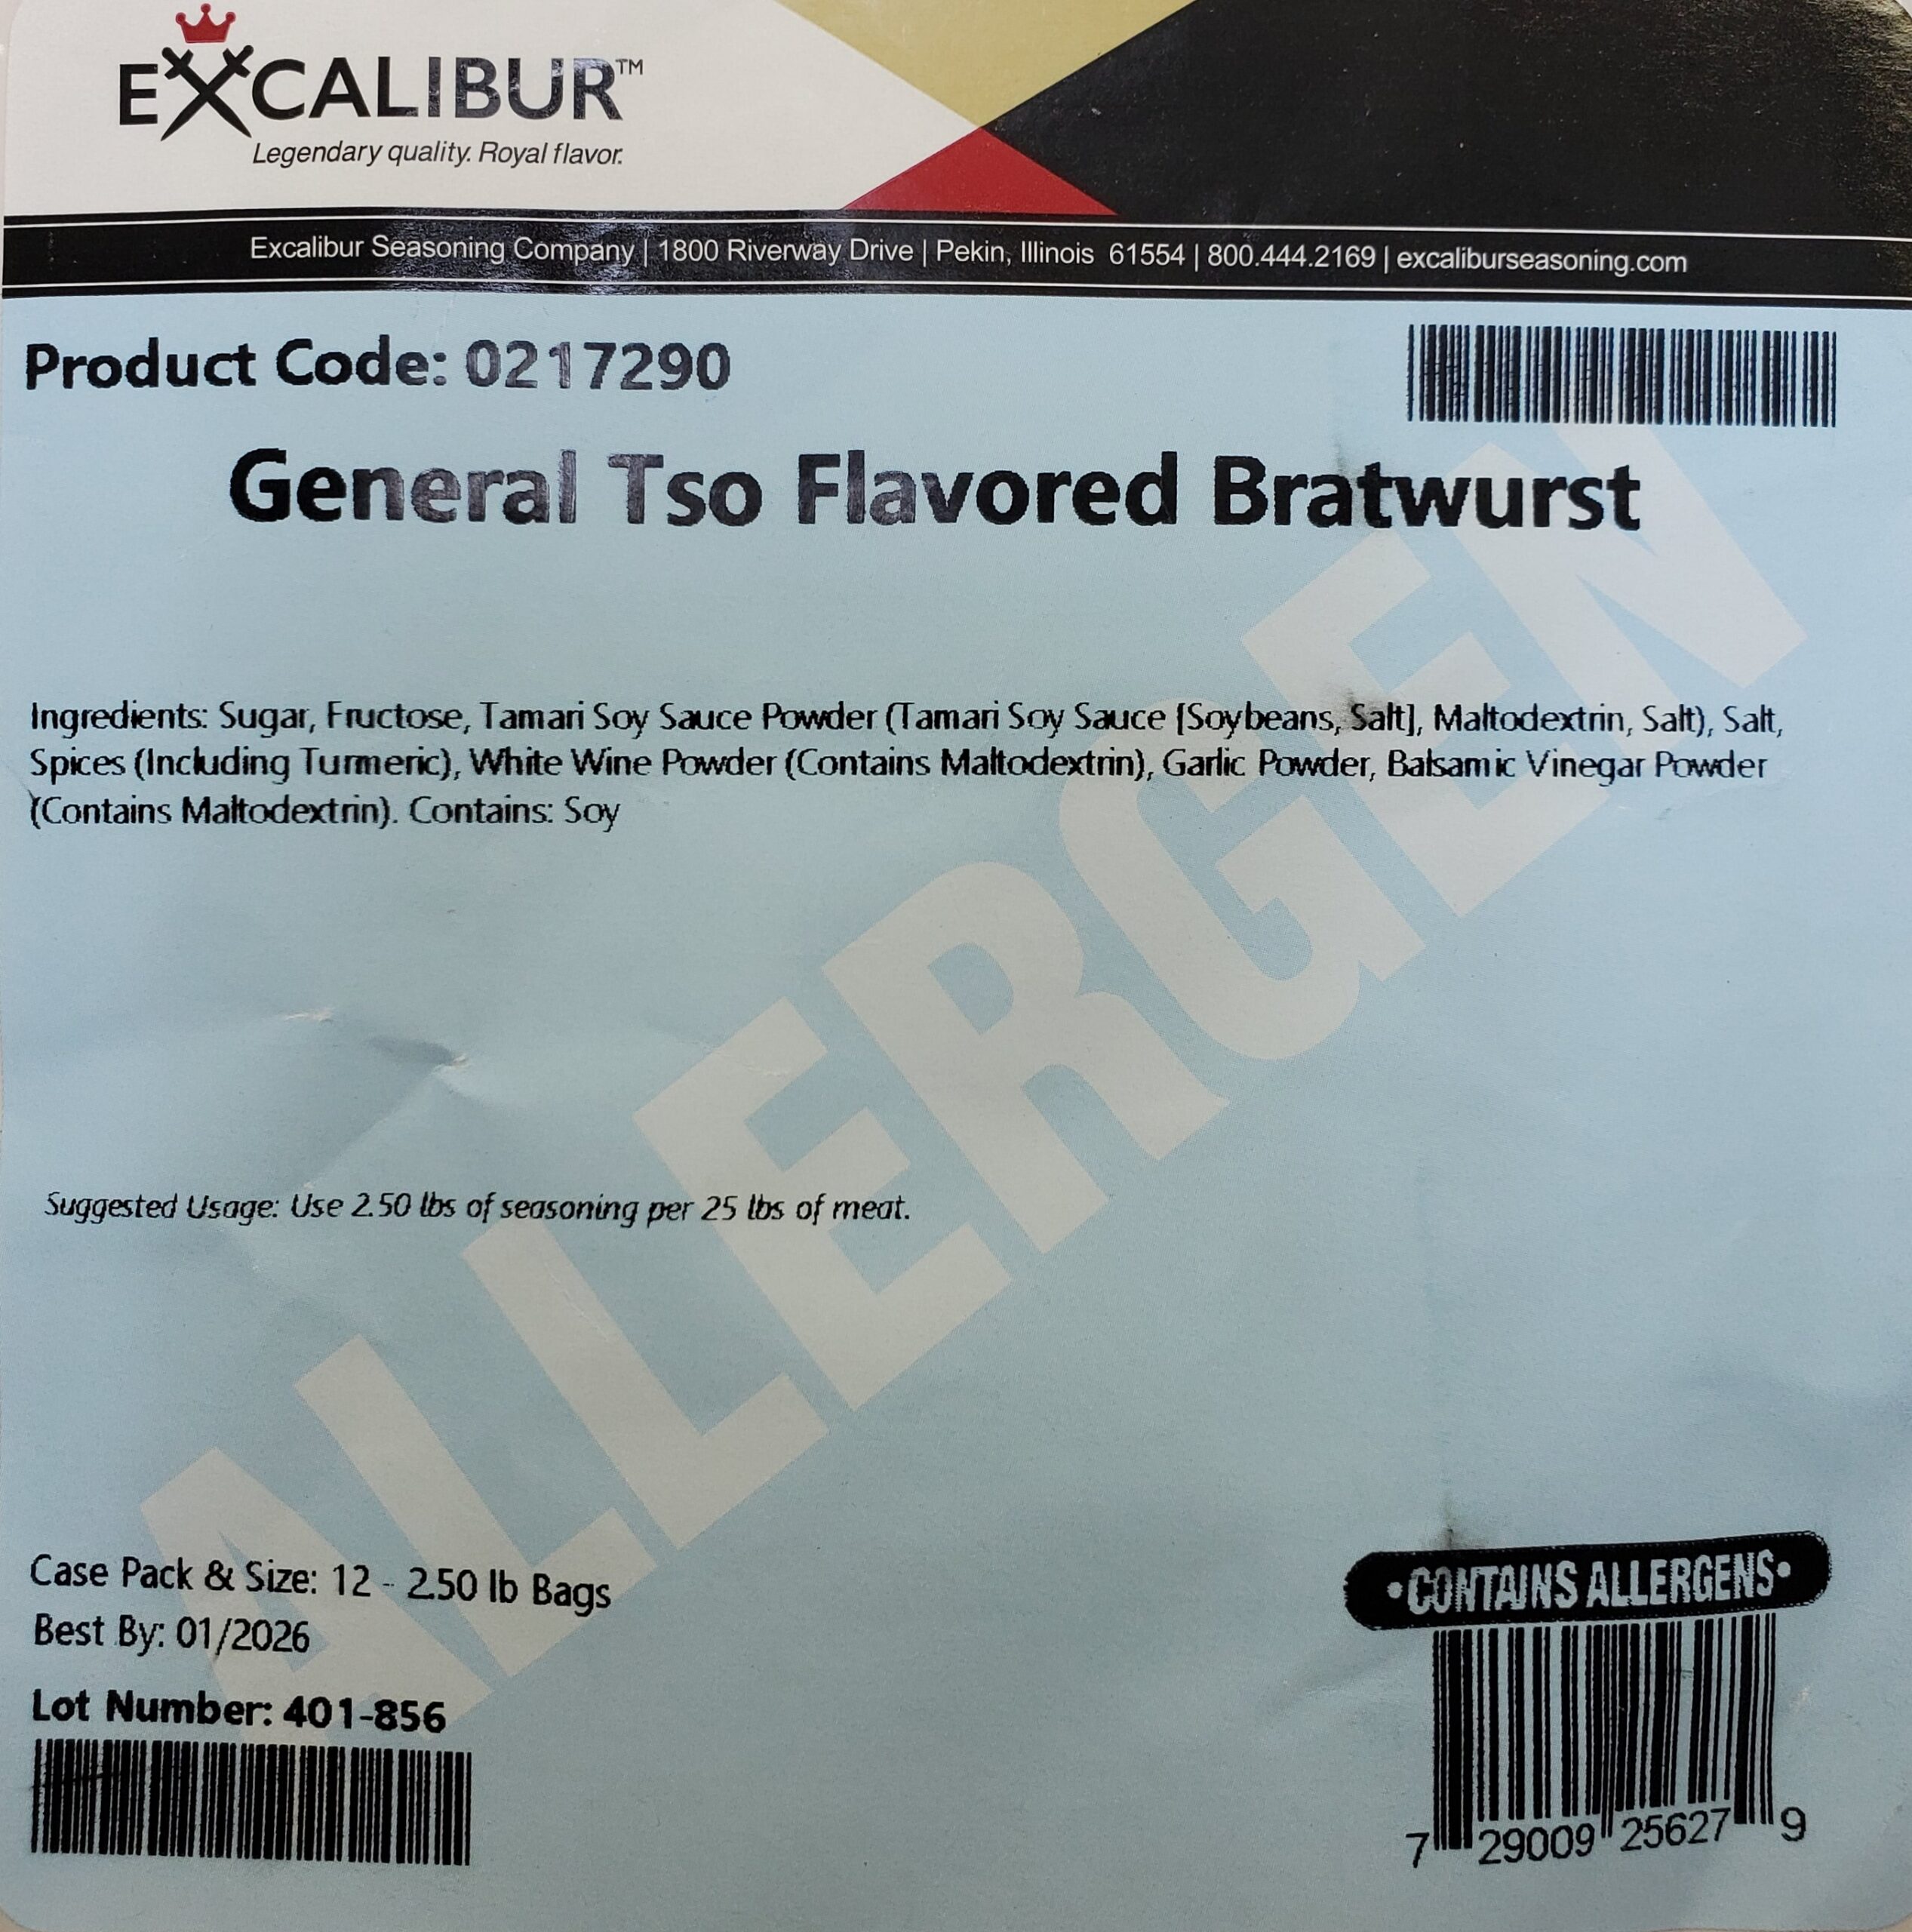 EXCALIBUR™
Legendary quality. Royal flavor.
Excalibur Seasoning Company | 1800 Riverway Drive | Pekin, Illinois 61554 | 800.444.2169 | excaliburseasoning.com
Product Code: 0217290
General Tso Flavored Bratwurst
Ingredients: Sugar, Fructose, Tamari Soy Sauce Powder (Tamari Soy Sauce [Soybeans, Salt], Maltodextrin, Salt), Salt,
Spices (Including Turmeric), White Wine Powder (Contains Maltodextrin), Garlic Powder, Balsamic Vinegar Powder
(Contains Maltodextrin). Contains: Soy
ALLERGEN
Suggested Usage: Use 2.50 lbs of seasoning per 25 lbs of meat.
Case Pack & Size: 12 - 2.50 lb Bags
Best By: 01/2026
Lot Number: 401-856
•CONTAINS ALLERGENS•
7 29009 25627 9